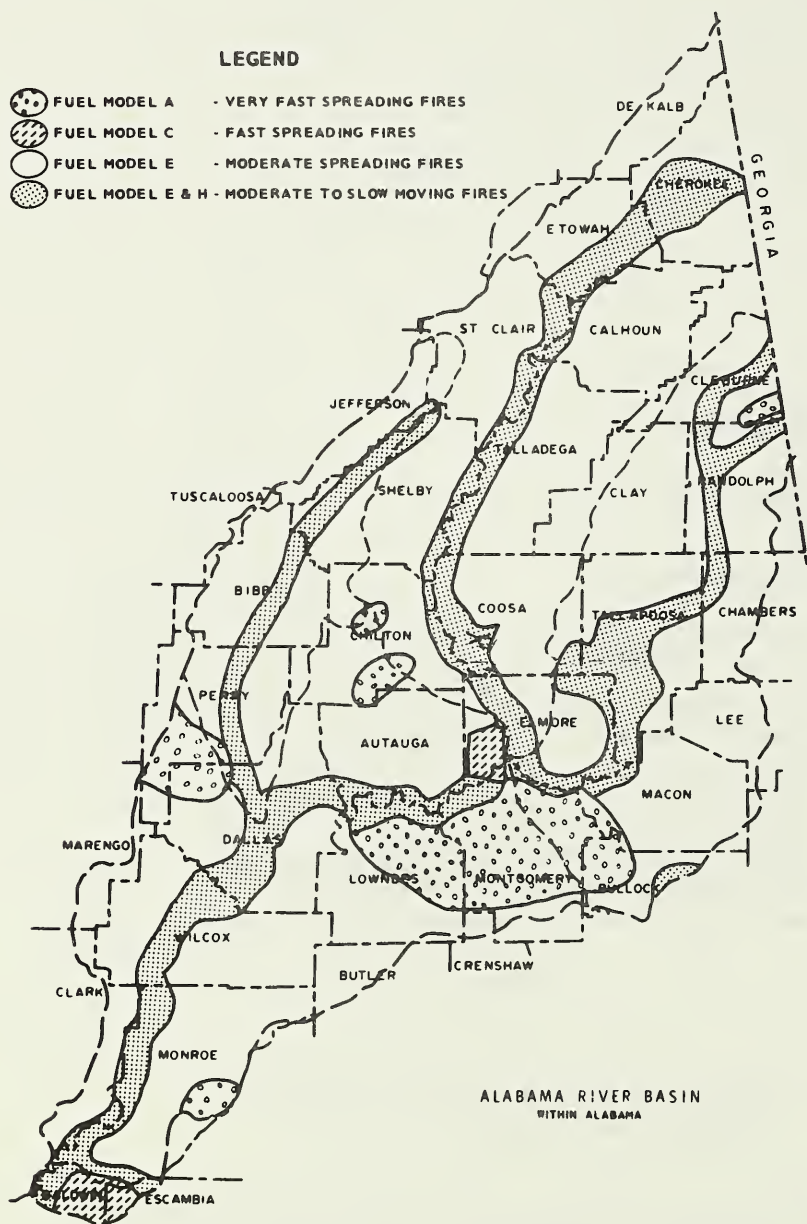 LEGEND
FUEL MODEL A - VERY FAST SPREADING FIRES
FUEL MODEL C - FAST SPREADING FIRES
FUEL MODEL E - MODERATE SPREADING FIRES
FUEL MODEL E & H - MODERATE TO SLOW MOVING FIRES
DE KALB
GEORGIA
CHEROKEE
ETOWAH
ST CLAIR
CALHOUN
CLEBURNE
JEFFERSON
TALLADEGA
RANDOLPH
TUSCALOOSA
SHELBY
CLAY
BIBB
COOSA
TALLAPOOSA
CHAMBERS
CHILTON
PERRY
ELMORE
LEE
AUTAUGA
MACON
MARENGO
DALLAS
LOWNDES
MONTGOMERY
BULLOCK
WILCOX
CRENSHAW
BUTLER
CLARK
MONROE
ALABAMA RIVER BASIN
WITHIN ALABAMA
BALDWIN
ESCAMBIA